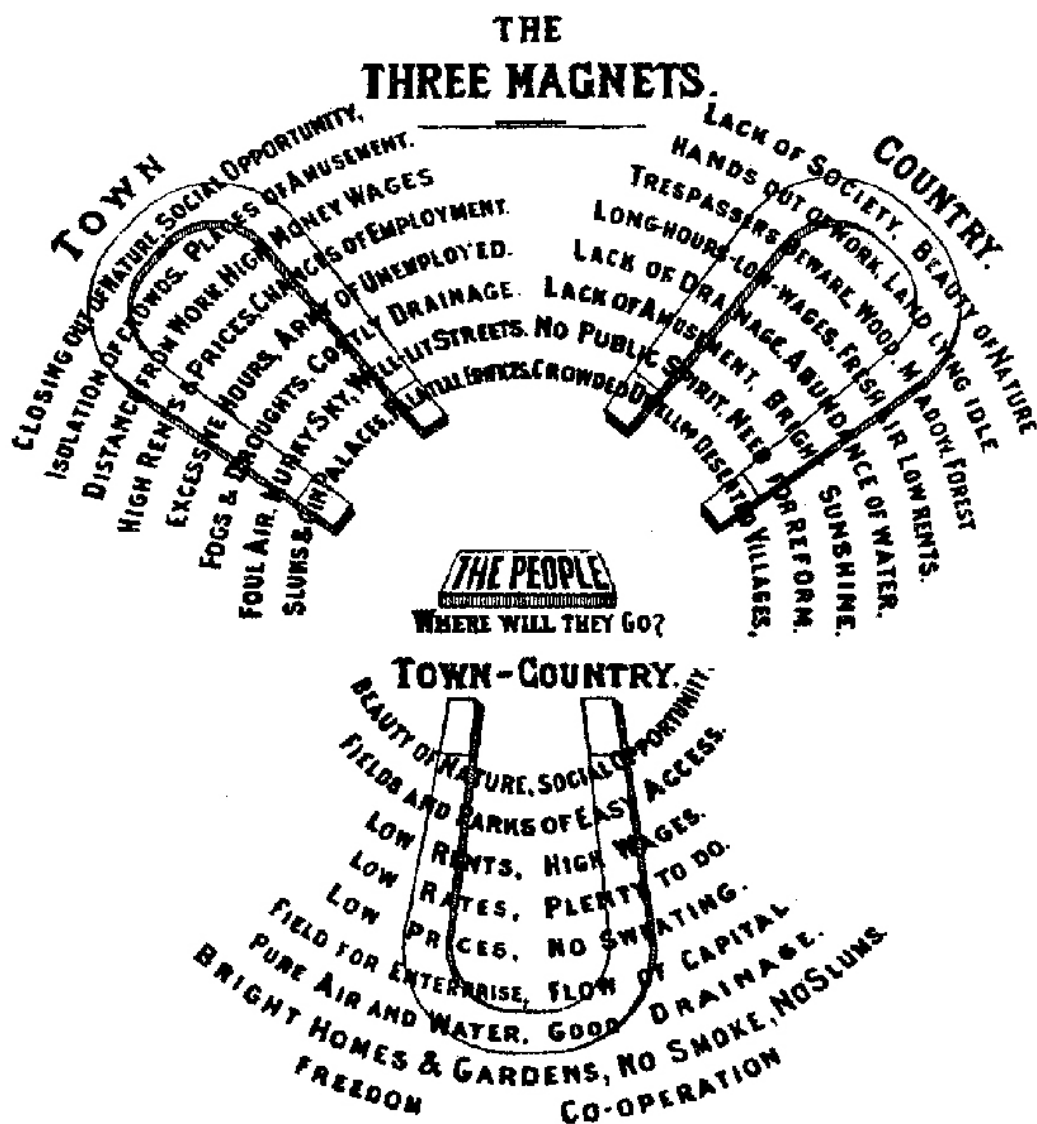 THE
THREE MAGNETS.
TOWN
CLOSING OUT OF NATURE. SOCIAL OPPORTUNITY,
ISOLATION OF CROWDS. PLACES OF AMUSEMENT.
DISTANCE FROM WORK. HIGH MONEY WAGES
HIGH RENTS & PRICES. CHANCES OF EMPLOYMENT.
EXCESSIVE HOURS. ARMY OF UNEMPLOYED.
FOGS & DROUGHTS. COSTLY DRAINAGE.
FOUL AIR. MURKY SKY. WELL-LIT STREETS.
SLUMS & GIN PALACES. PALATIAL EDIFICES.
COUNTRY.
LACK OF SOCIETY. BEAUTY OF NATURE
HANDS OUT OF WORK. LAND LYING IDLE
TRESPASSERS BEWARE. WOOD, MEADOW, FOREST
LONG-HOURS-LOW-WAGES. FRESH AIR LOW RENTS.
LACK OF DRAINAGE. ABUNDANCE OF WATER.
LACK OF AMUSEMENT. BRIGHT SUNSHINE.
NO PUBLIC SPIRIT. NEED FOR REFORM.
CROWDED DESERTED VILLAGES,
THE PEOPLE
WHERE WILL THEY GO?
TOWN-COUNTRY.
BEAUTY OF NATURE, SOCIAL OPPORTUNITY.
FIELDS AND PARKS OF EASY ACCESS.
LOW RENTS, HIGH WAGES.
LOW RATES, PLENTY TO DO.
LOW PRICES, NO SWEATING.
FIELD FOR ENTERPRISE, FLOW OF CAPITAL
PURE AIR AND WATER, GOOD DRAINAGE.
BRIGHT HOMES & GARDENS, NO SMOKE, NO SLUMS.
FREEDOM CO-OPERATION